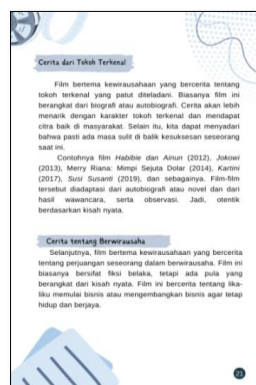 Cerita dari Tokoh Terkenal
Film bertema kewirausahaan yang bercerita tentang
tokoh terkenal yang patut diteladani. Biasanya film ini
berangkat dari biografi atau autobiografi. Cerita akan lebih
menarik dengan karakter tokoh terkenal dan mendapat
citra baik di masyarakat. Selain itu, kita dapat menyadari
bahwa pasti ada masa sulit di balik kesuksesan seseorang
saat ini.
Contohnya film Habibie dan Ainun (2012), Jokowi
(2013), Merry Riana: Mimpi Sejuta Dolar (2014), Kartini
(2017), Susi Susanti (2019), dan sebagainya. Film-film
tersebut diadaptasi dari autobiografi atau novel dan dari
hasil wawancara, serta observasi. Jadi, otentik
berdasarkan kisah nyata.
Cerita tentang Berwirausaha
Selanjutnya, film bertema kewirausahaan yang bercerita
tentang perjuangan seseorang dalam berwirausaha. Film ini
biasanya bersifat fiksi belaka, tetapi ada pula yang
berangkat dari kisah nyata. Film ini bercerita tentang lika-
liku memulai bisnis atau mengembangkan bisnis agar tetap
hidup dan berjaya.
21